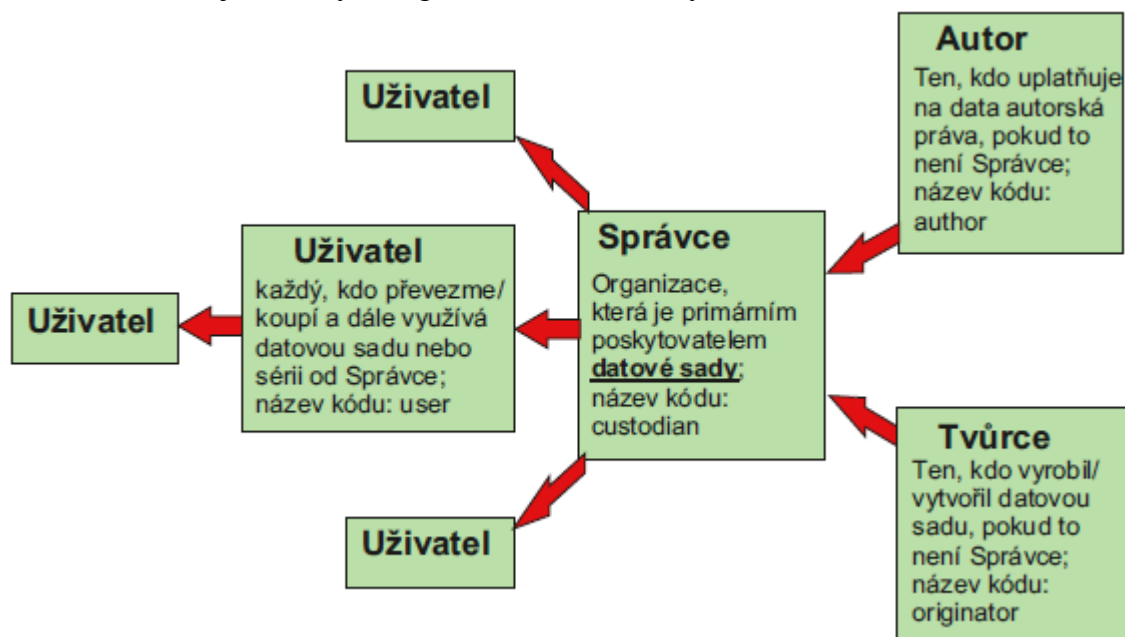 Autor
Ten, kdo uplatňuje
na data autorská
práva, pokud to
není Správce;
název kódu:
author
Uživatel
Uživatel
každý, kdo převezme/
koupí a dále využívá
datovou sadu nebo
sérii od Správce;
název kódu: user
Správce
Organizace,
která je primárním
poskytovatelem
datové sady;
název kódu:
custodian
Uživatel
Uživatel
Tvůrce
Ten, kdo vyrobil/
vytvořil datovou
sadu, pokud to
není Správce;
název kódu:
originator